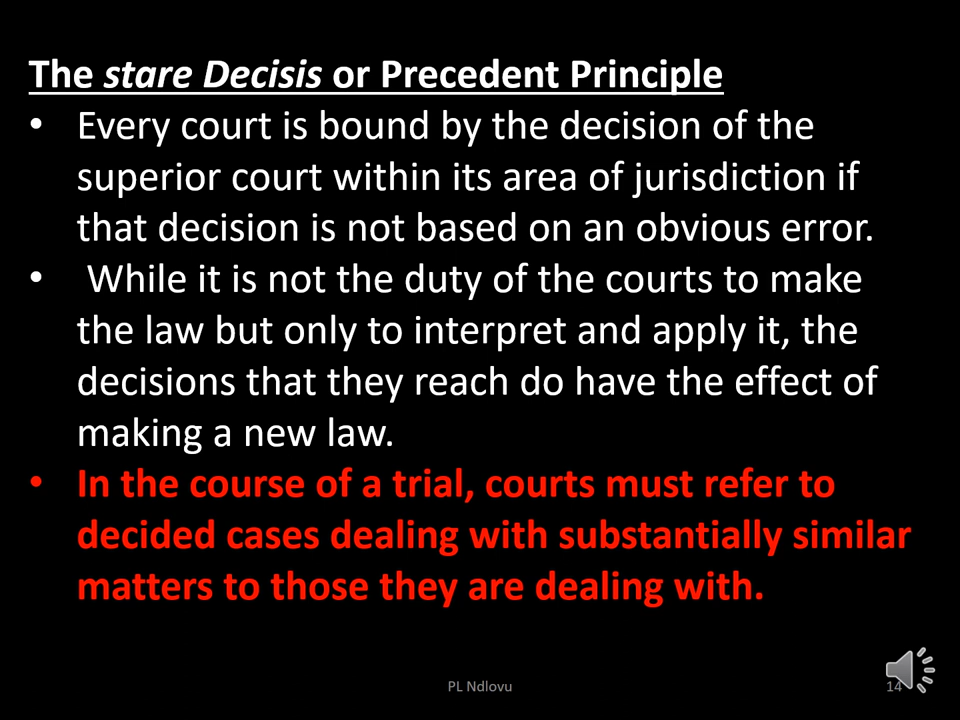 The stare Decisis or Precedent Principle
• Every court is bound by the decision of the
superior court within its area of jurisdiction if
that decision is not based on an obvious error.
• While it is not the duty of the courts to make
the law but only to interpret and apply it, the
decisions that they reach do have the effect of
making a new law.
• In the course of a trial, courts must refer to
decided cases dealing with substantially similar
matters to those they are dealing with.
PL Ndlovu
14